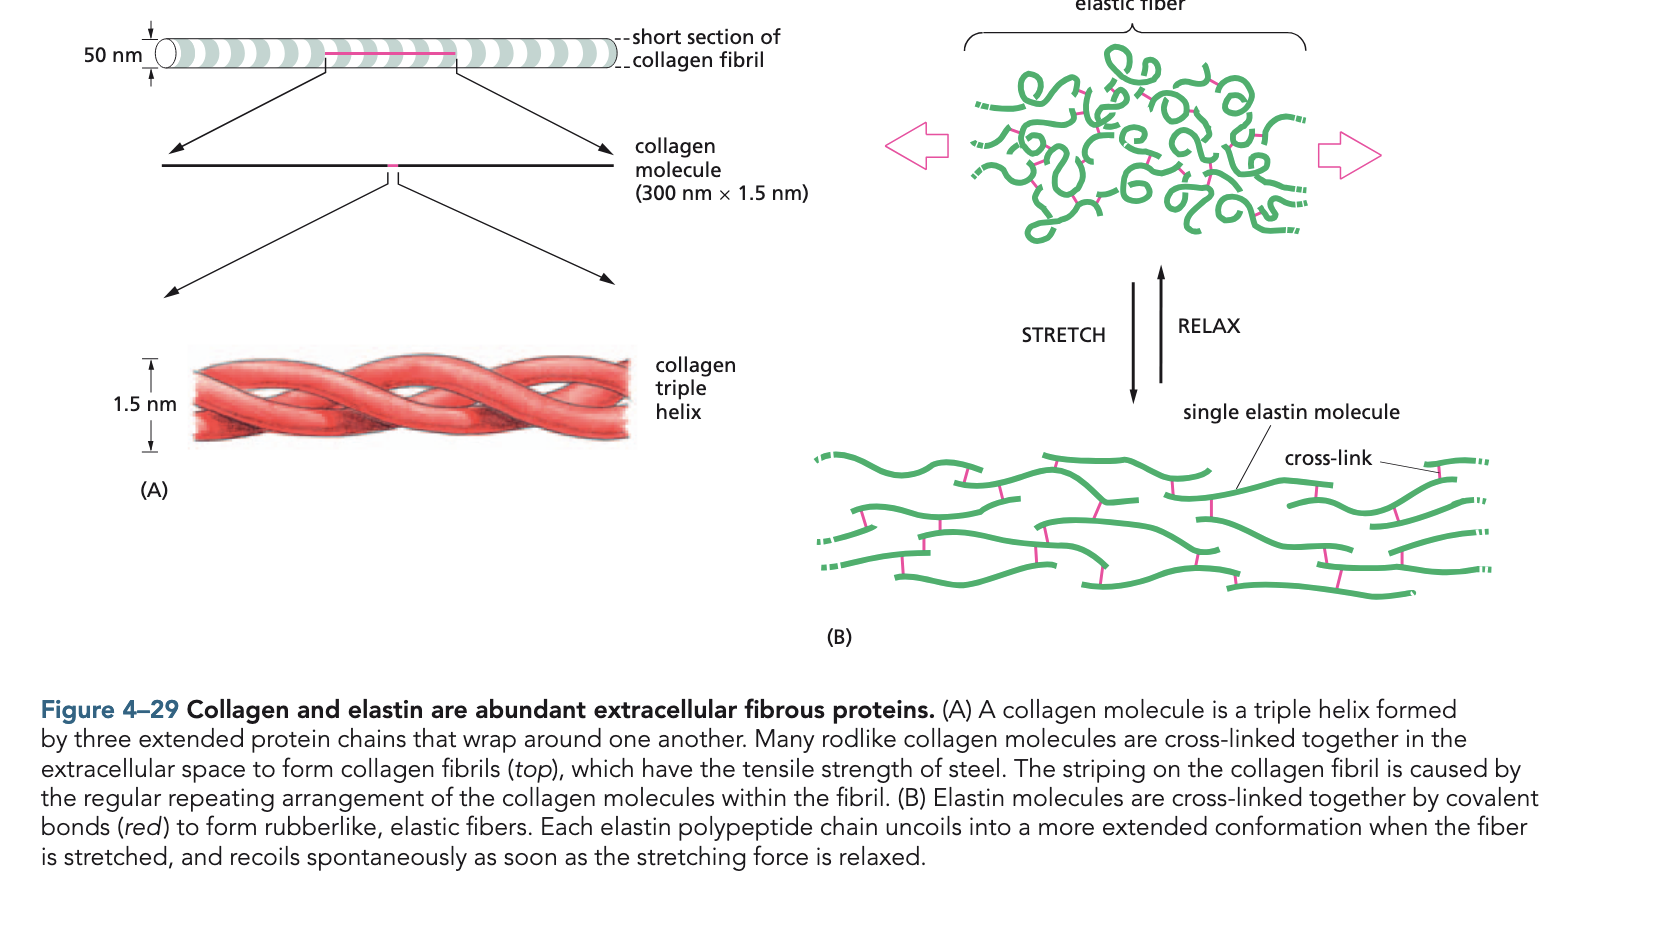 50 nm
short section of
collagen fibril
collagen
molecule
(300 nm × 1.5 nm)
1.5 nm
collagen
triple
helix
(A)
elastic fiber
STRETCH
RELAX
single elastin molecule
cross-link
(B)
Figure 4–29 Collagen and elastin are abundant extracellular fibrous proteins. (A) A collagen molecule is a triple helix formed
by three extended protein chains that wrap around one another. Many rodlike collagen molecules are cross-linked together in the
extracellular space to form collagen fibrils (top), which have the tensile strength of steel. The striping on the collagen fibril is caused by
the regular repeating arrangement of the collagen molecules within the fibril. (B) Elastin molecules are cross-linked together by covalent
bonds (red) to form rubberlike, elastic fibers. Each elastin polypeptide chain uncoils into a more extended conformation when the fiber
is stretched, and recoils spontaneously as soon as the stretching force is relaxed.